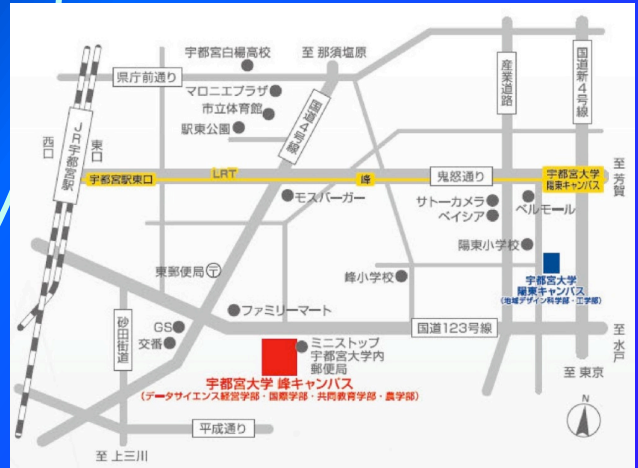 宇都宮白楊高校
至 那須塩原
県庁前通り
マロニエプラザ
市立体育館
駅東公園
国道4号線
産業道路
国道新4号線
西口
JR宇都宮駅
東口
宇都宮駅東口
LRT
峰
鬼怒通り
宇都宮大学
陽東キャンパス
至 芳賀
モスバーガー
サトーカメラ
ベイシア
ベルモール
陽東小学校
東郵便局
〒
峰小学校
宇都宮大学
陽東キャンパス
(地域デザイン科学部・工学部)
ファミリーマート
砂田街道
GS
交番
国道123号線
至 水戸
ミニストップ
宇都宮大学内
郵便局
宇都宮大学 峰キャンパス
(データサイエンス経営学部・国際学部・共同教育学部・農学部)
至 東京
N
平成通り
至 上三川